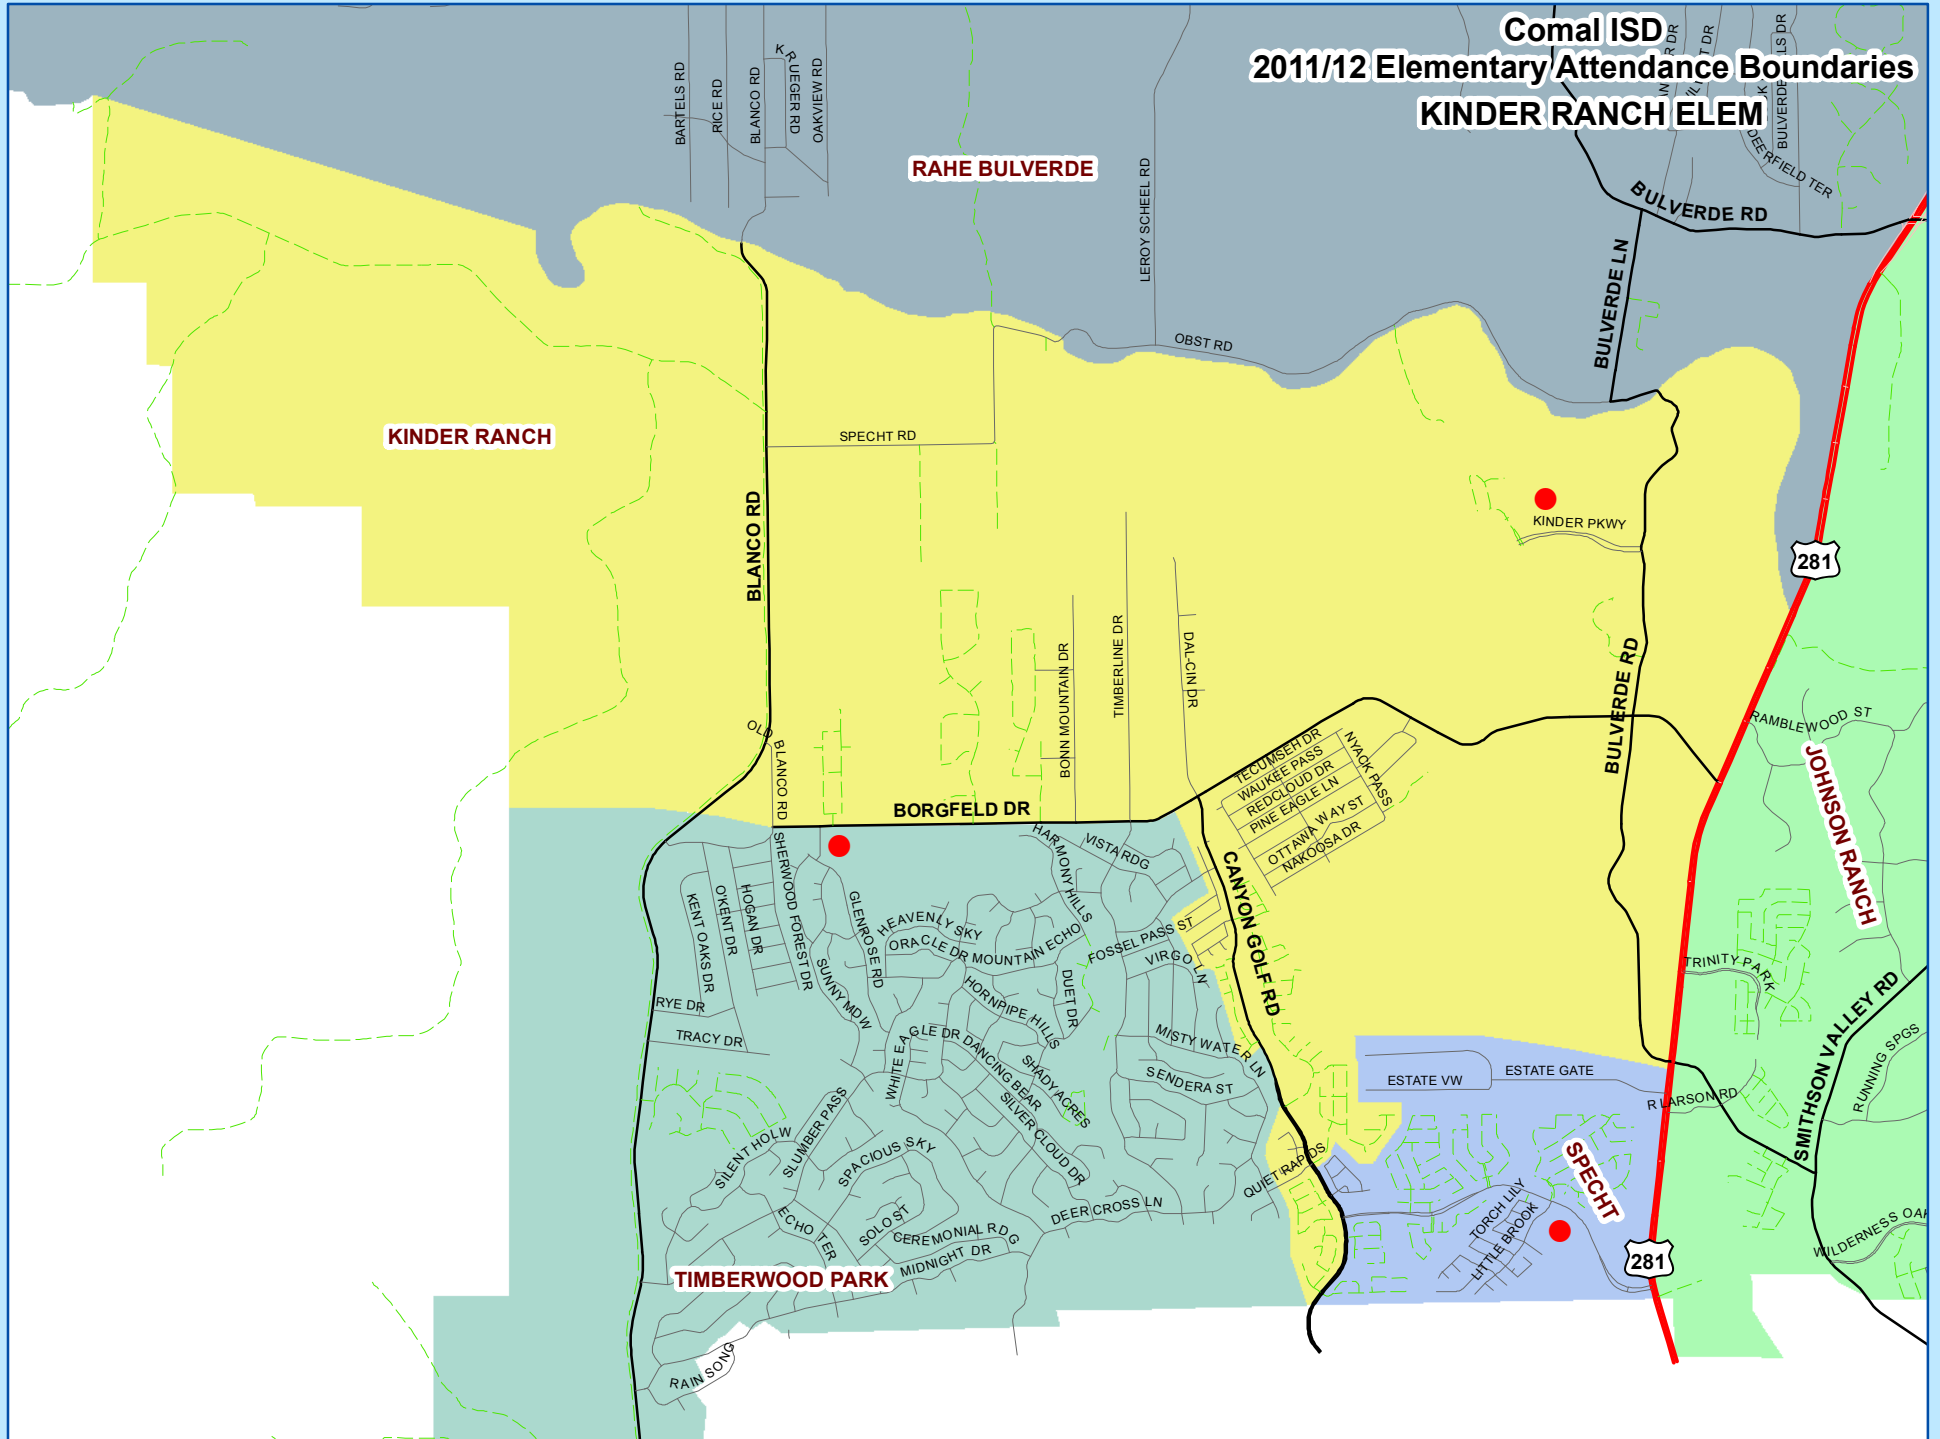 Comal ISD
2011/12 Elementary Attendance Boundaries
KINDER RANCH ELEM
BARTELS RD
RICE RD
BLANCO RD
KRUEGER RD
OAKVIEW RD
RAHE BULVERDE
LEROY SCHEEL RD
DEERFIELD TER
BULVERDE RD
BULVERDE LN
OBST RD
KINDER RANCH
SPECHT RD
BLANCO RD
KINDER PKWY
281
BONN MOUNTAIN DR
TIMBERLINE DR
DAL-CIN DR
BULVERDE RD
OLD BLANCO RD
BORGFELD DR
TECUMSEH DR
WAUKEE PASS
REDCLOUD DR
PINE EAGLE LN
NYACK PASS
OTTAWA WAY ST
NAKOOSA DR
RAMBLEWOOD ST
JOHNSON RANCH
HARMONY HILLS
VISTA RDG
CANYON GOLF RD
KENT OAKS DR
O'KENT DR
HOGAN DR
SHERWOOD FOREST DR
GLENROSE RD
SUNNY MDW
HEAVENLY SKY
ORACLE DR
MOUNTAIN ECHO
FOSSEL PASS ST
VIRGO LN
DUET DR
HORNPIPE HILLS
TRINITY PARK
SMITHSON VALLEY RD
RUNNING SPGS
RYE DR
TRACY DR
WHITE EAGLE DR
DANCING BEAR
SHADY ACRES
MISTY WATER LN
SENDERA ST
ESTATE VW
ESTATE GATE
R LARSON RD
SILVER CLOUD DR
SLUMBER PASS
SILENT HOLW
SPACIOUS SKY
QUIET RAPIDS
SPECHT
TORCH LILY
LITTLE BROOK
ECHO TER
SOLO ST
DEER CROSS LN
CEREMONIAL RDG
MIDNIGHT DR
TIMBERWOOD PARK
281
WILDERNESS OA
RAIN SONG